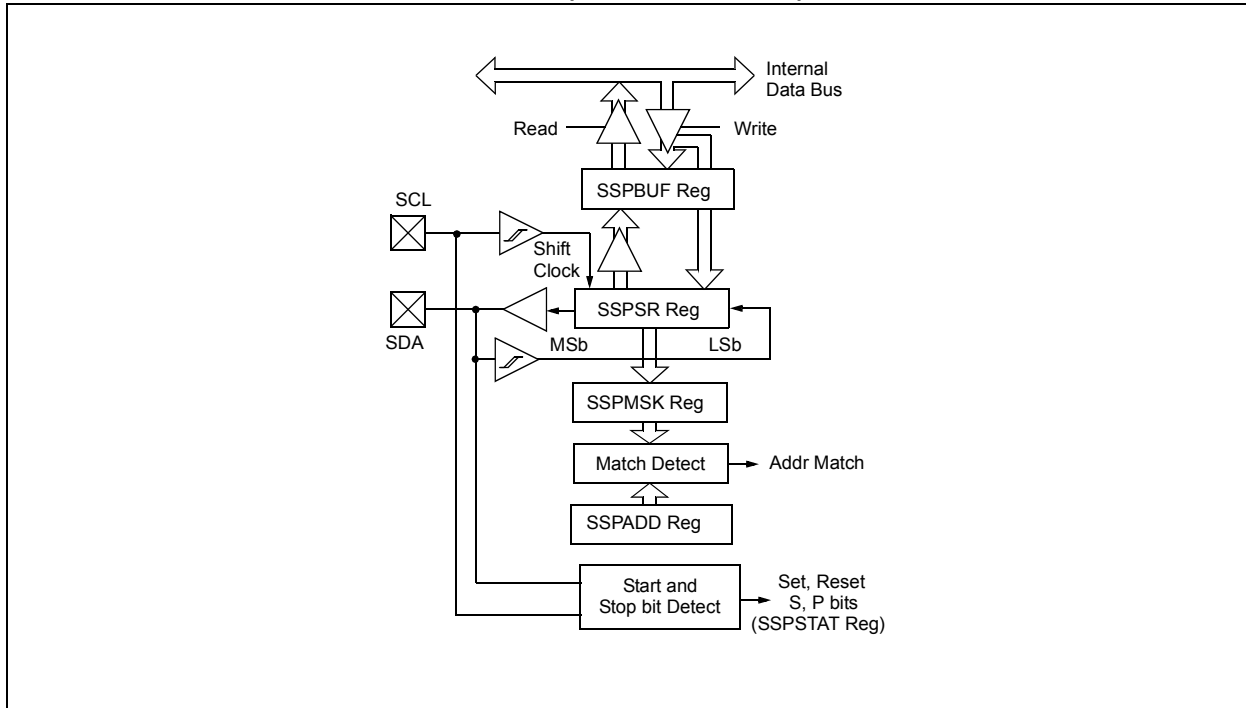 Internal
Data Bus
Read
Write
SSPBUF Reg
SCL
Shift
Clock
SSPSR Reg
SDA
MSb
LSb
SSPMSK Reg
Match Detect
Addr Match
SSPADD Reg
Start and
Stop bit Detect
Set, Reset
S, P bits
(SSPSTAT Reg)